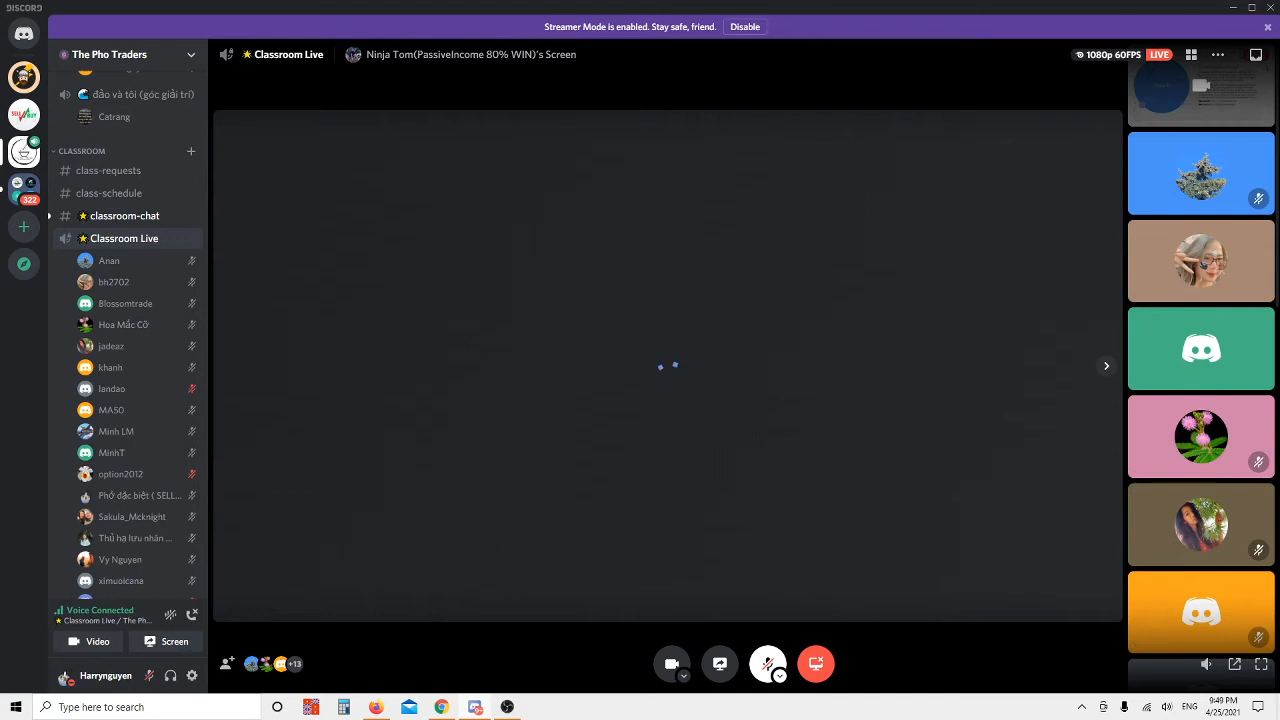 DISCORD
Streamer Mode is enabled. Stay safe, friend.
Disable
The Pho Traders
Classroom Live
Ninja Tom(PassiveIncome 80% WIN)'s Screen
1080p 60FPS
LIVE
đảo và tôi (góc giải trí)
Catrang
CLASSROOM
class-requests
class-schedule
classroom-chat
Classroom Live
Anan
bh2702
Blossomtrade
Hoa Mắc Cỡ
jadeaz
khanh
landao
MA50
Minh LM
MinhT
option2012
Phở đặc biệt ( SELL...
Sakula_Mcknight
Thủ hạ lưu nhân ...
Vy Nguyen
ximuoicana
SELL
BUY
322
Voice Connected
Classroom Live / The Ph...
Video
Screen
Harrynguyen
+13
Type here to search
9:49 PM
4/25/2021